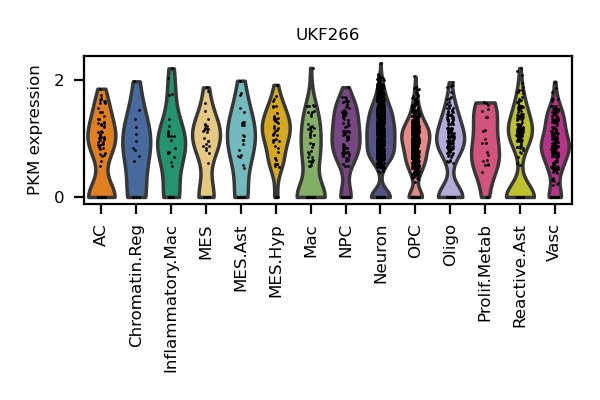 UKF266
PKM expression
2
0
AC
Chromatin.Reg
Inflammatory.Mac
MES
MES.Ast
MES.Hyp
Mac
NPC
Neuron
OPC
Oligo
Prolif.Metab
Reactive.Ast
Vasc